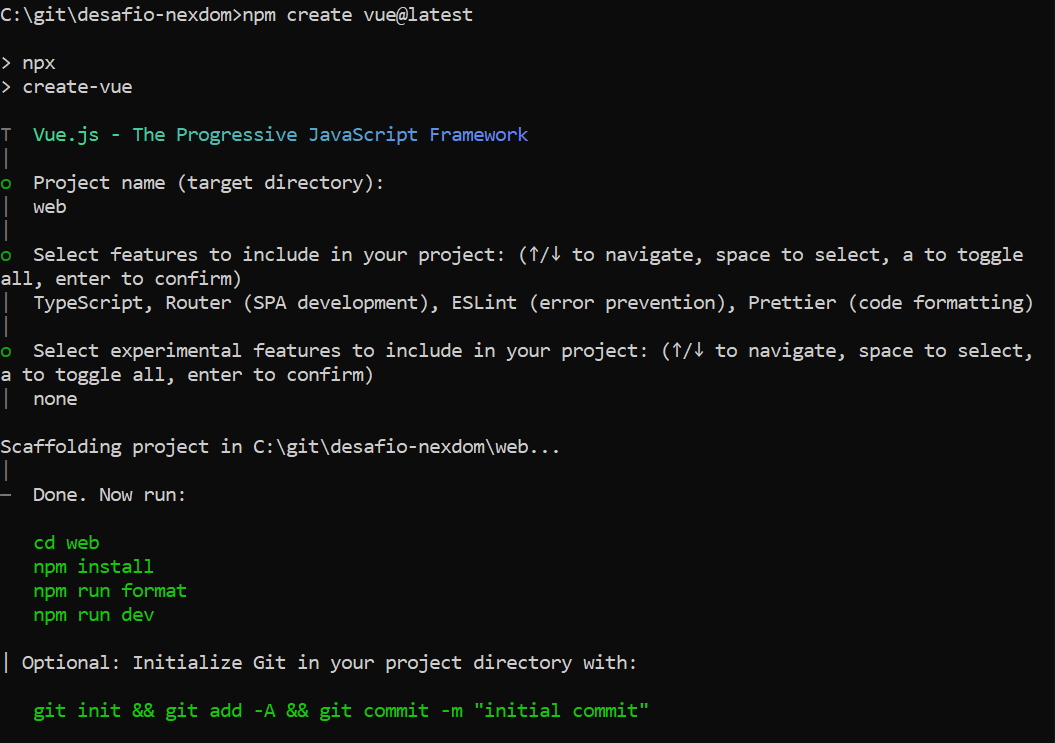 C:\git\desafio-nexdom>npm create vue@latest
> npx
> create-vue
T  Vue.js - The Progressive JavaScript Framework
|
o  Project name (target directory):
|  web
|
o  Select features to include in your project: (↑/↓ to navigate, space to select, a to toggle
all, enter to confirm)
|  TypeScript, Router (SPA development), ESLint (error prevention), Prettier (code formatting)
|
o  Select experimental features to include in your project: (↑/↓ to navigate, space to select,
a to toggle all, enter to confirm)
|  none
Scaffolding project in C:\git\desafio-nexdom\web...
|
—  Done. Now run:
cd web
npm install
npm run format
npm run dev
| Optional: Initialize Git in your project directory with:
git init && git add -A && git commit -m "initial commit"